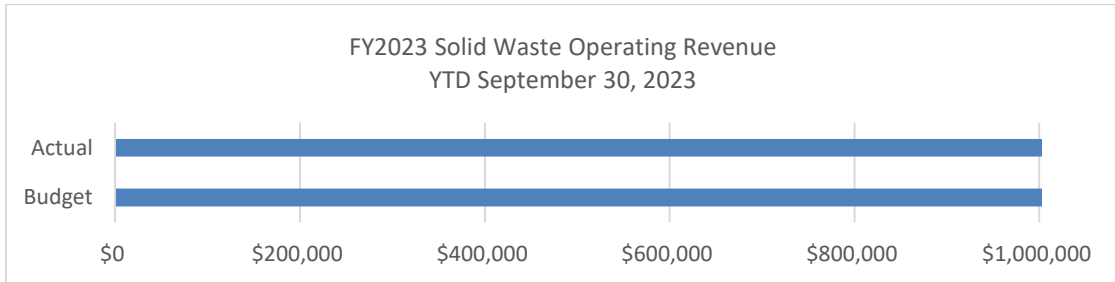 FY2023 Solid Waste Operating Revenue
YTD September 30, 2023
Actual
Budget
$0 $200,000 $400,000 $600,000 $800,000 $1,000,000